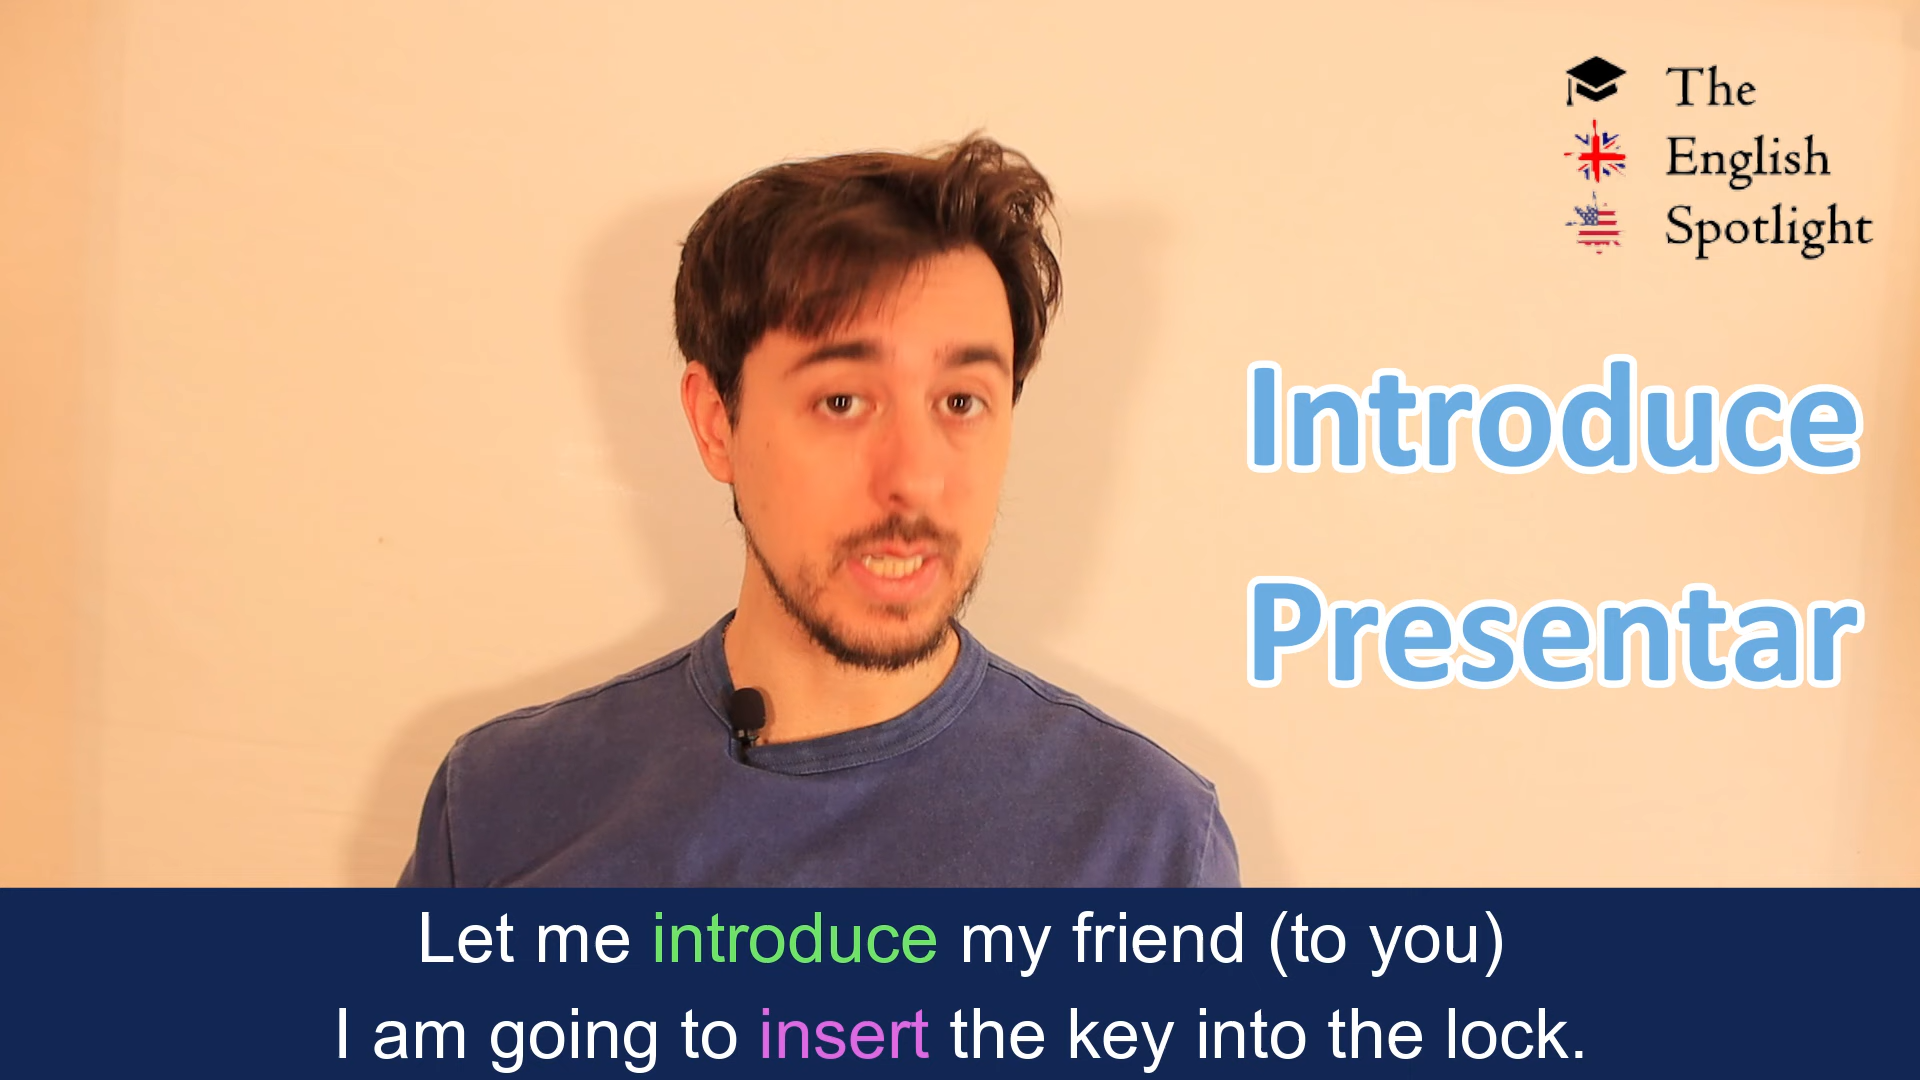 The
English
Spotlight
Introduce
Presentar
Let me introduce my friend (to you)
I am going to insert the key into the lock.